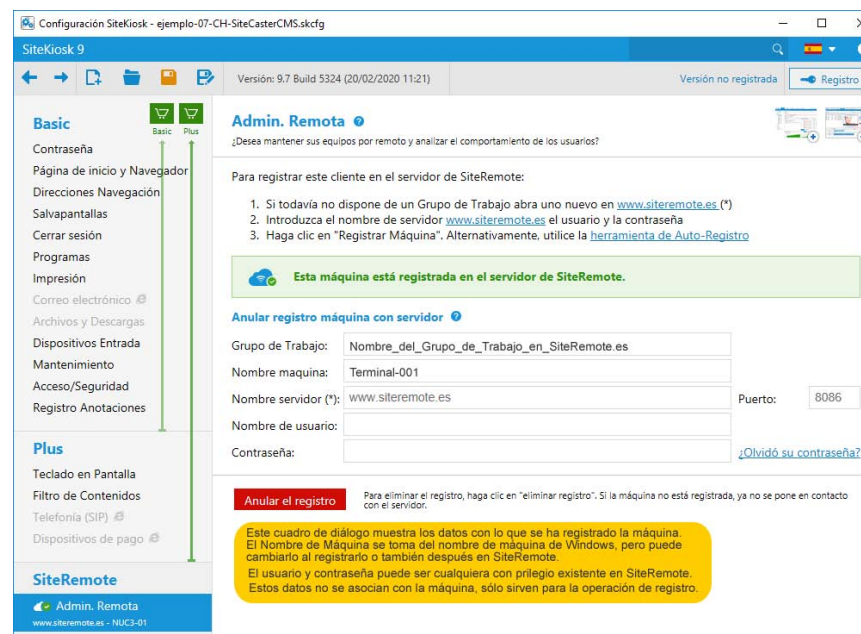 Configuración SiteKiosk - ejemplo-07-CH-SiteCasterCMS.skcfg
SiteKiosk 9
Versión: 9.7 Build 5324 (20/02/2020 11:21)
Versión no registrada
Registro
Basic
Basic
Plus
Contraseña
Página de inicio y Navegador
Direcciones Navegación
Salvapantallas
Cerrar sesión
Programas
Impresión
Correo electrónico
Archivos y Descargas
Dispositivos Entrada
Mantenimiento
Acceso/Seguridad
Registro Anotaciones
Plus
Teclado en Pantalla
Filtro de Contenidos
Telefonía (SIP)
Dispositivos de pago
SiteRemote
Admin. Remota
www.siteremote.es - NUC3-01
Admin. Remota
¿Desea mantener sus equipos por remoto y analizar el comportamiento de los usuarios?
Para registrar este cliente en el servidor de SiteRemote:
1. Si todavía no dispone de un Grupo de Trabajo abra uno nuevo en www.siteremote.es (*)
2. Introduzca el nombre de servidor www.siteremote.es el usuario y la contraseña
3. Haga clic en "Registrar Máquina". Alternativamente, utilice la herramienta de Auto-Registro
Esta máquina está registrada en el servidor de SiteRemote.
Anular registro máquina con servidor
Grupo de Trabajo: Nombre_del_Grupo_de_Trabajo_en_SiteRemote.es
Nombre maquina: Terminal-001
Nombre servidor (*): www.siteremote.es Puerto: 8086
Nombre de usuario:
Contraseña: ¿Olvidó su contraseña?
Anular el registro
Para eliminar el registro, haga clic en "eliminar registro". Si la máquina no está registrada, ya no se pone en contacto
con el servidor.
Este cuadro de diálogo muestra los datos con lo que se ha registrado la máquina.
El Nombre de Máquina se toma del nombre de màquina de Windows, pero puede
cambiarlo al registrarlo o también después en SiteRemote.
El usuario y contraseña puede ser cualquiera con prilegio existente en SiteRemote.
Estos datos no se asocian con la máquina, sólo sirven para la operación de registro.